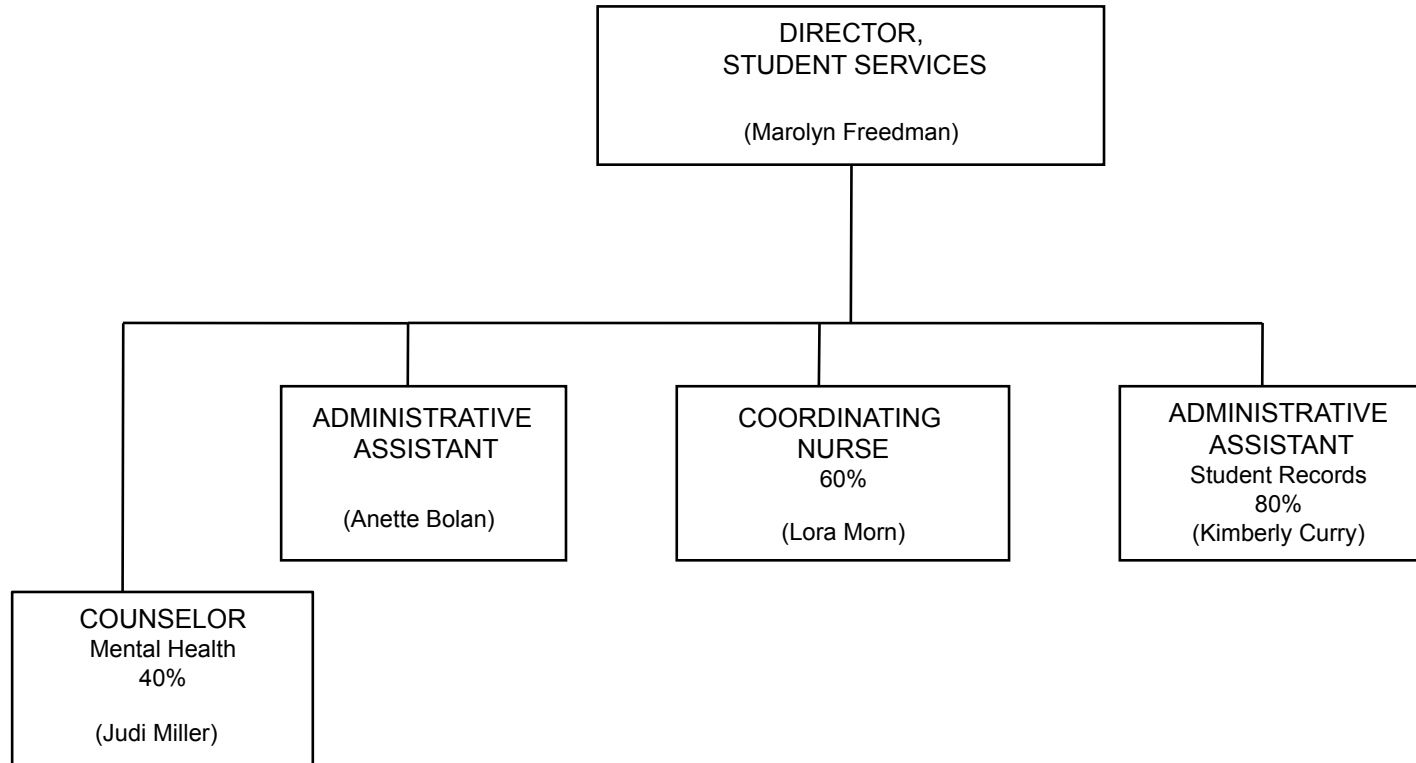 DIRECTOR,
STUDENT SERVICES
(Marolyn Freedman)
ADMINISTRATIVE
ASSISTANT
(Anette Bolan)
COORDINATING
NURSE
60%
(Lora Morn)
ADMINISTRATIVE
ASSISTANT
Student Records
80%
(Kimberly Curry)
COUNSELOR
Mental Health
40%
(Judi Miller)